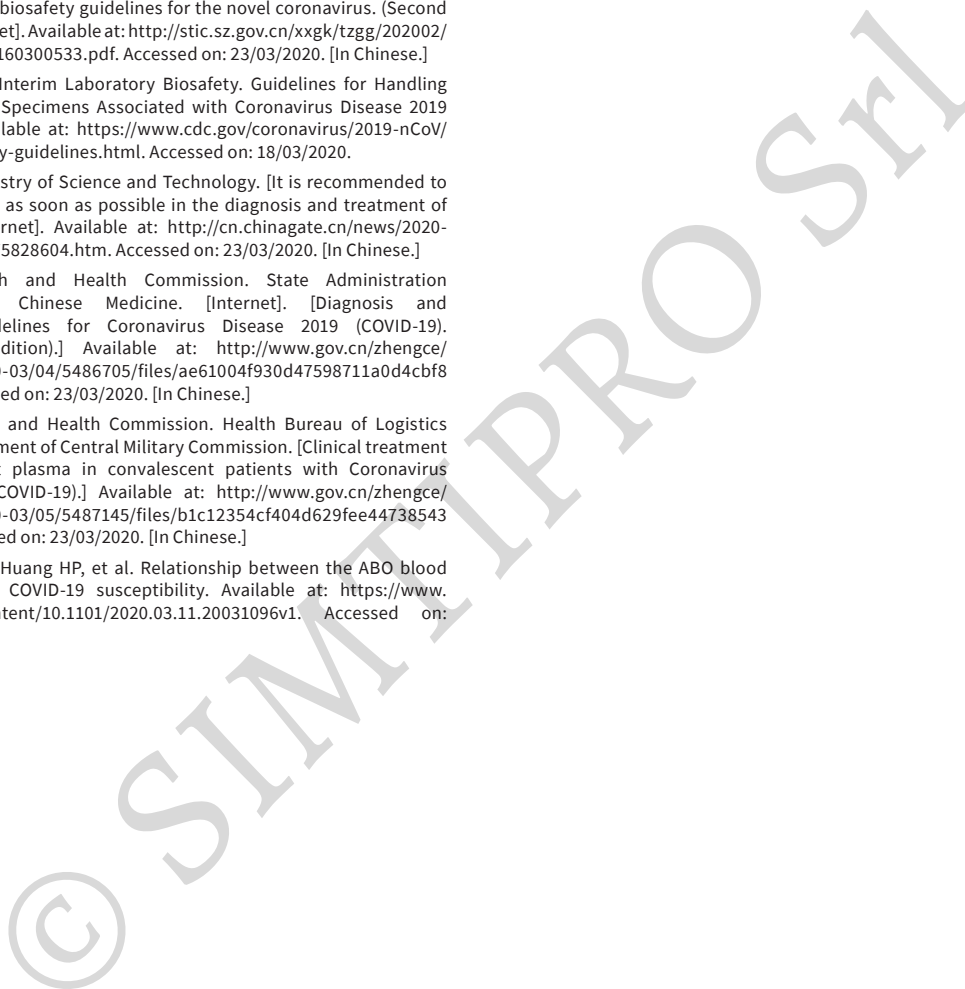 biosafety guidelines for the novel coronavirus. (Second
et]. Available at: http://stic.sz.gov.cn/xxgk/tzgg/202002/
160300533.pdf. Accessed on: 23/03/2020. [In Chinese.]
Interim Laboratory Biosafety. Guidelines for Handling
Specimens Associated with Coronavirus Disease 2019
lable at: https://www.cdc.gov/coronavirus/2019-nCoV/
y-guidelines.html. Accessed on: 18/03/2020.
stry of Science and Technology. [It is recommended to
as soon as possible in the diagnosis and treatment of
rnet]. Available at: http://cn.chinagate.cn/news/2020-
5828604.htm. Accessed on: 23/03/2020. [In Chinese.]
h and Health Commission. State Administration
Chinese Medicine. [Internet]. [Diagnosis and
delines for Coronavirus Disease 2019 (COVID-19).
dition).] Available at: http://www.gov.cn/zhengce/
-03/04/5486705/files/ae61004f930d47598711a0d4cbf8
ed on: 23/03/2020. [In Chinese.]
and Health Commission. Health Bureau of Logistics
ment of Central Military Commission. [Clinical treatment
plasma in convalescent patients with Coronavirus
COVID-19).] Available at: http://www.gov.cn/zhengce/
-03/05/5487145/files/b1c12354cf404d629fee44738543
ed on: 23/03/2020. [In Chinese.]
Huang HP, et al. Relationship between the ABO blood
COVID-19 susceptibility. Available at: https://www.
ntent/10.1101/2020.03.11.20031096v1. Accessed on:
© SIMTIPRO Srl